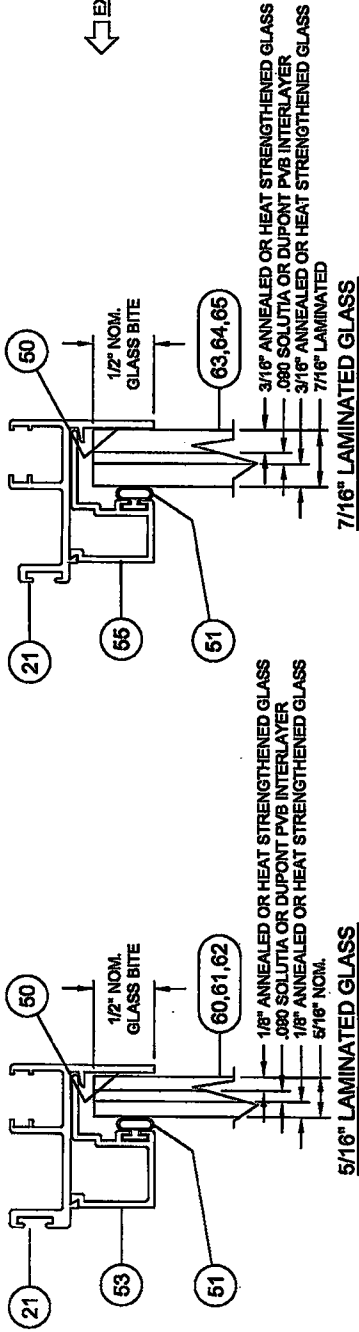 21
50
1/2" NOM.
GLASS BITE
53
51
60,61,62
1/8" ANNEALED OR HEAT STRENGTHENED GLASS
.090 SOLUTIA OR DUPONT PVB INTERLAYER
1/8" ANNEALED OR HEAT STRENGTHENED GLASS
5/16" NOM.
5/16" LAMINATED GLASS
21
50
1/2" NOM.
GLASS BITE
55
51
63,64,65
3/16" ANNEALED OR HEAT STRENGTHENED GLASS
.090 SOLUTIA OR DUPONT PVB INTERLAYER
3/16" ANNEALED OR HEAT STRENGTHENED GLASS
7/16" LAMINATED
7/16" LAMINATED GLASS